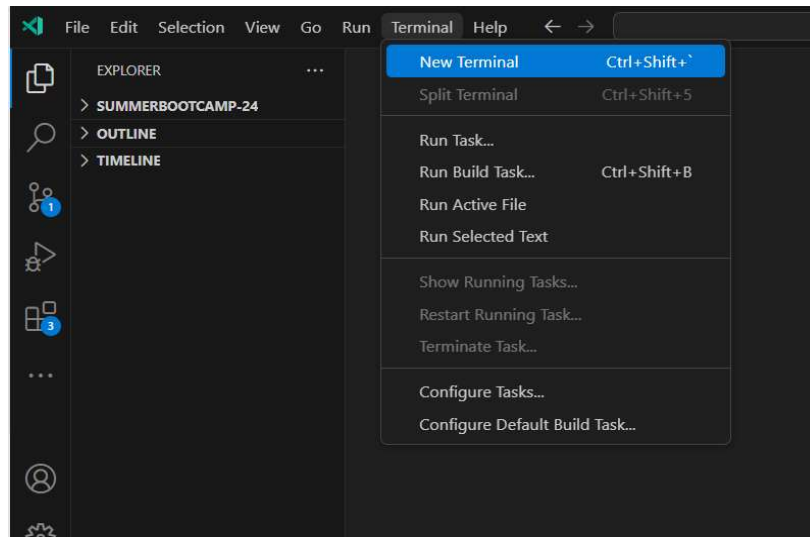 File Edit Selection View Go Run Terminal Help
EXPLORER ...
SUMMERBOOTCAMP-24
OUTLINE
TIMELINE
1
3
New Terminal Ctrl+Shift+`
Split Terminal Ctrl+Shift+5
Run Task...
Run Build Task... Ctrl+Shift+B
Run Active File
Run Selected Text
Show Running Tasks...
Restart Running Task...
Terminate Task...
Configure Tasks...
Configure Default Build Task...